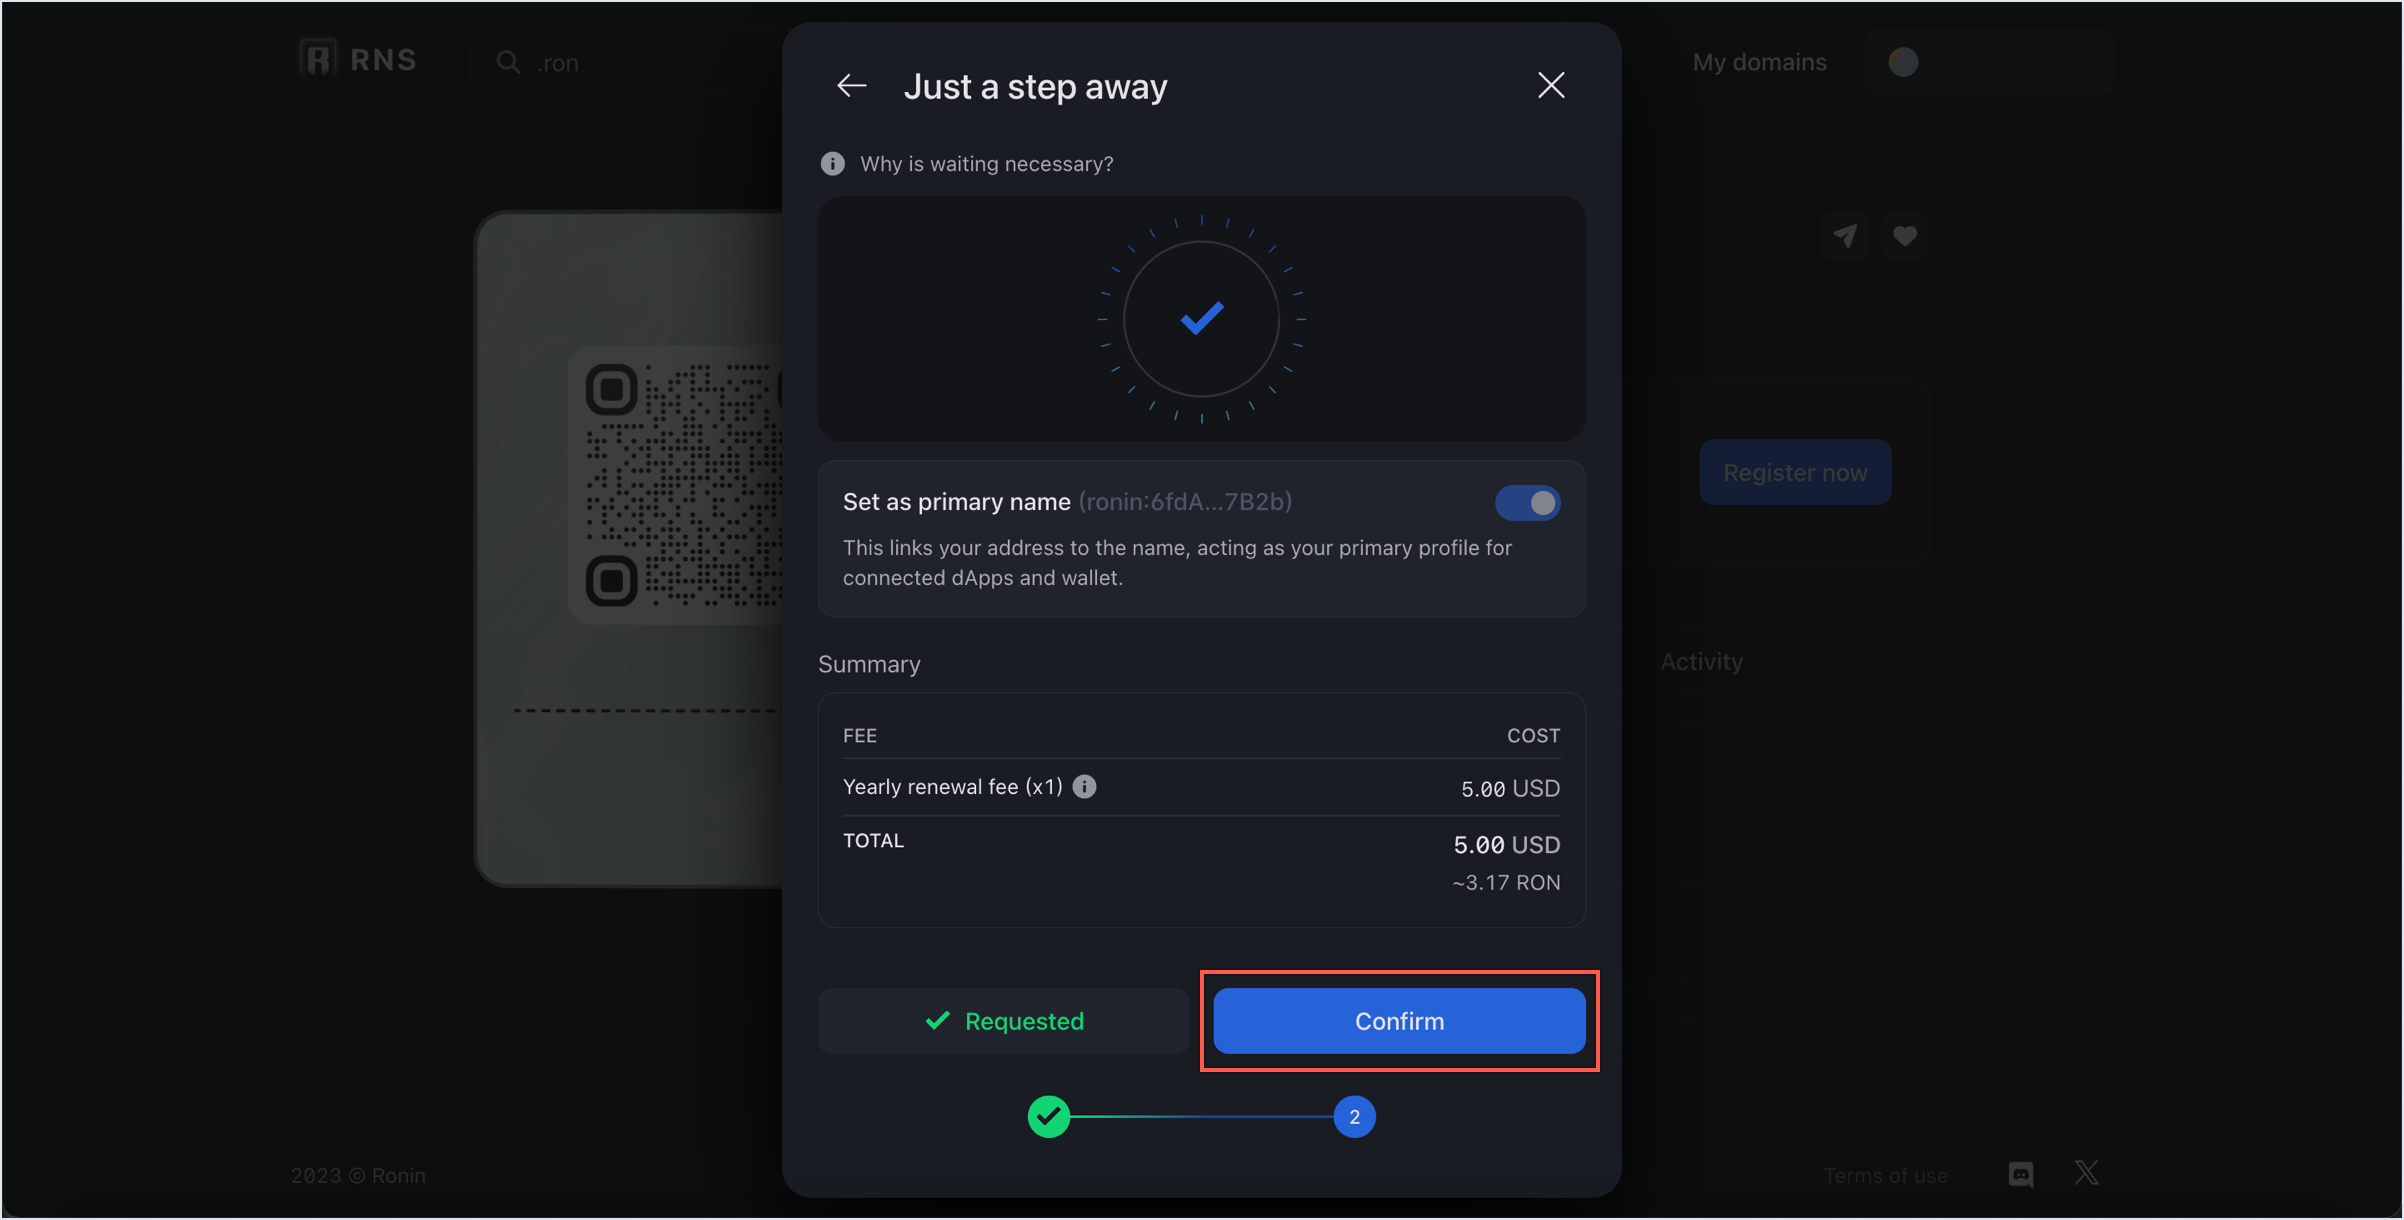 RNS
.ron
My domains
Just a step away
Why is waiting necessary?
Register now
Set as primary name (ronin:6fdA...7B2b)
This links your address to the name, acting as your primary profile for
connected dApps and wallet.
Activity
Summary
FEE COST
Yearly renewal fee (x1) 5.00 USD
TOTAL 5.00 USD
~3.17 RON
Requested
Confirm
2
2023 © Ronin
Terms of use